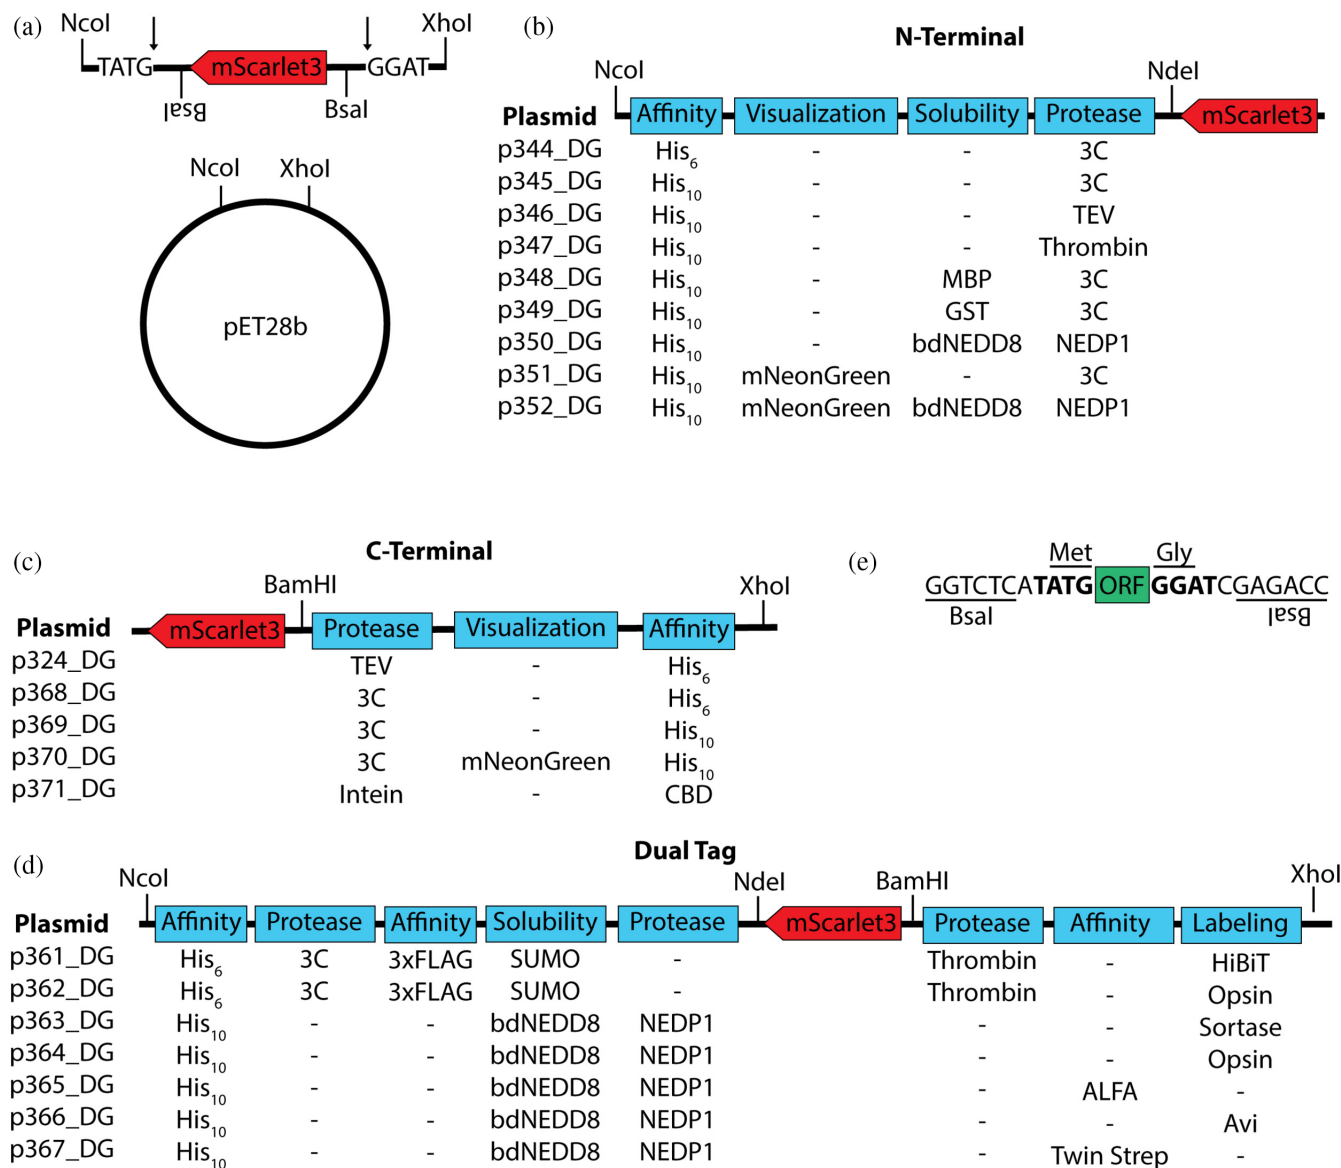 (a)
NcoI XhoI
TATG mScarlet3 GGAT
BsaI BsaI
NcoI XhoI
pET28b
(b)
N-Terminal
NcoI NdeI
Plasmid Affinity Visualization Solubility Protease mScarlet3
p344_DG His6 - - 3C
p345_DG His10 - - 3C
p346_DG His10 - - TEV
p347_DG His10 - - Thrombin
p348_DG His10 - MBP 3C
p349_DG His10 - GST 3C
p350_DG His10 - bdNEDD8 NEDP1
p351_DG His10 mNeonGreen - 3C
p352_DG His10 mNeonGreen bdNEDD8 NEDP1
(c)
C-Terminal
BamHI XhoI
Plasmid mScarlet3 Protease Visualization Affinity
p324_DG TEV - His6
p368_DG 3C - His6
p369_DG 3C - His10
p370_DG 3C mNeonGreen His10
p371_DG Intein - CBD
(e)
Met Gly
GGTCTCATATG ORF GGATCGAGACC
BsaI BsaI
(d)
Dual Tag
NcoI NdeI BamHI XhoI
Plasmid Affinity Protease Affinity Solubility Protease mScarlet3 Protease Affinity Labeling
p361_DG His6 3C 3xFLAG SUMO - Thrombin - HiBiT
p362_DG His6 3C 3xFLAG SUMO - Thrombin - Opsin
p363_DG His10 - - bdNEDD8 NEDP1 - - Sortase
p364_DG His10 - - bdNEDD8 NEDP1 - - Opsin
p365_DG His10 - - bdNEDD8 NEDP1 - ALFA -
p366_DG His10 - - bdNEDD8 NEDP1 - - Avi
p367_DG His10 - - bdNEDD8 NEDP1 - Twin Strep -